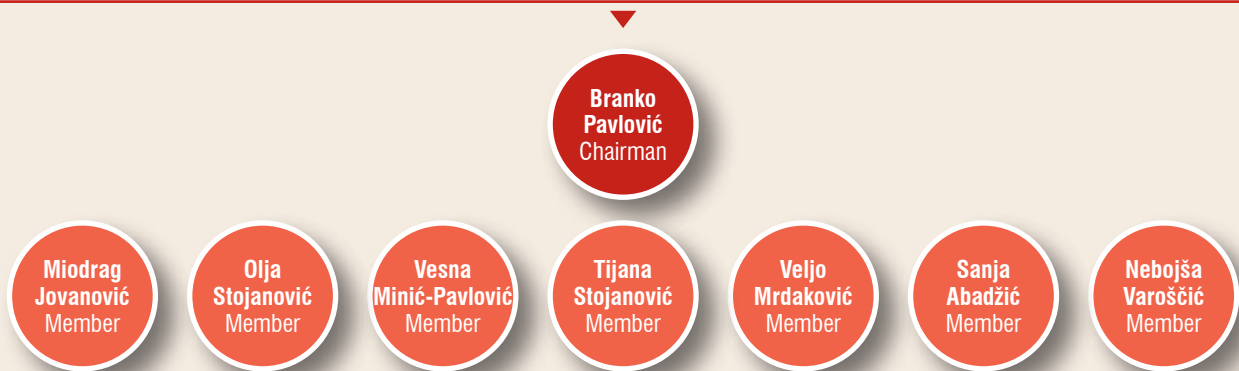 Branko
Pavlović
Chairman
Miodrag
Jovanović
Member
Olja
Stojanović
Member
Vesna
Minić-Pavlović
Member
Tijana
Stojanović
Member
Veljo
Mrdaković
Member
Sanja
Abadžić
Member
Nebojša
Varoščić
Member